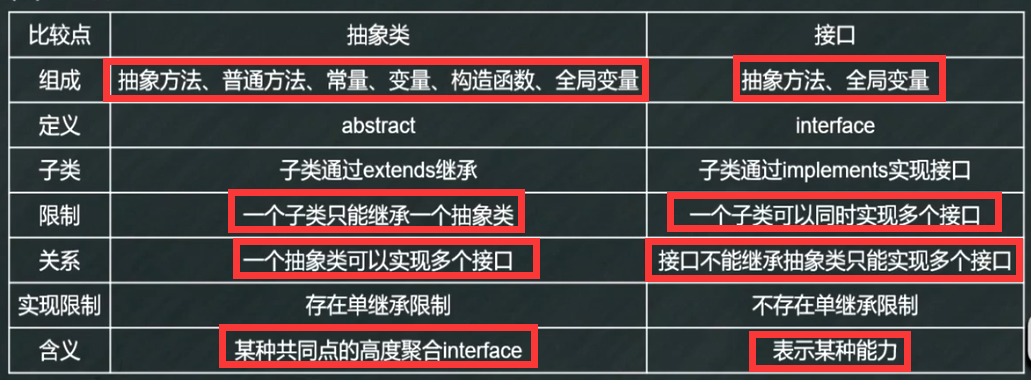 比较点 抽象类 接口
组成 抽象方法、普通方法、常量、变量、构造函数、全局变量 抽象方法、全局变量
定义 abstract interface
子类 子类通过extends继承 子类通过implements实现接口
限制 一个子类只能继承一个抽象类 一个子类可以同时实现多个接口
关系 一个抽象类可以实现多个接口 接口不能继承抽象类只能实现多个接口
实现限制 存在单继承限制 不存在单继承限制
含义 某种共同点的高度聚合interface 表示某种能力